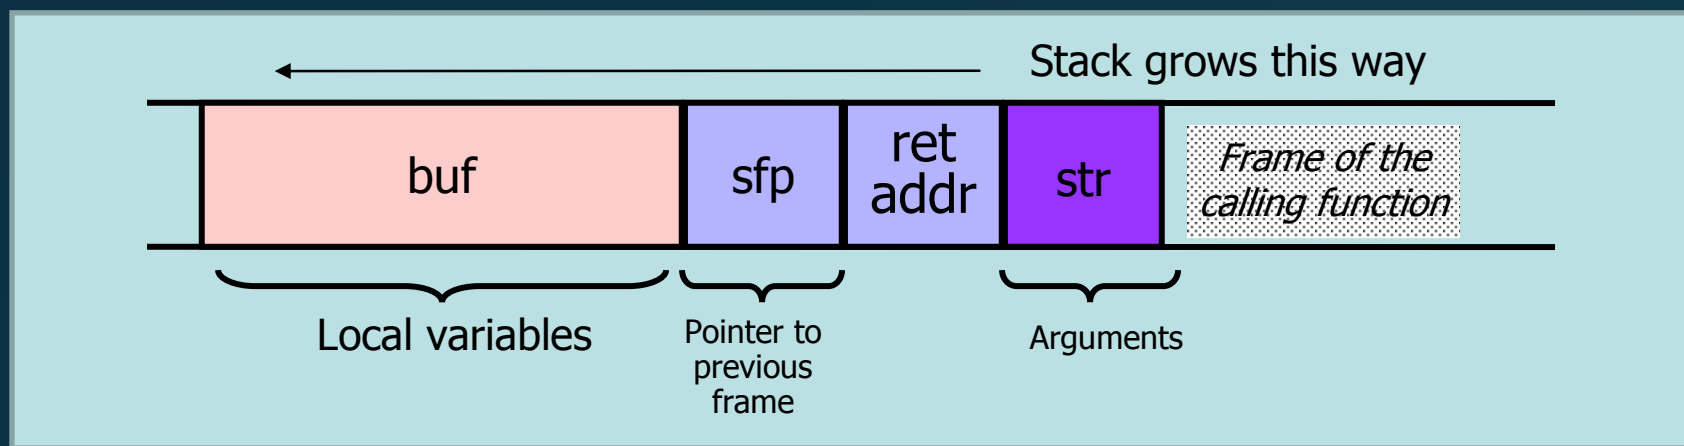 Stack grows this way
buf
sfp
ret
addr
str
Frame of the
calling function
Local variables
Pointer to
previous
frame
Arguments